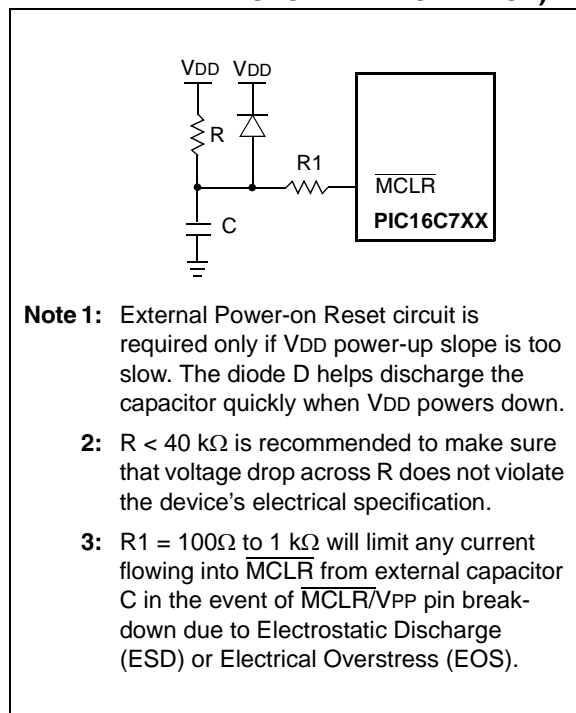 VDD VDD
R
R1
MCLR
C
PIC16C7XX
Note 1: External Power-on Reset circuit is
required only if VDD power-up slope is too
slow. The diode D helps discharge the
capacitor quickly when VDD powers down.
2: R < 40 kΩ is recommended to make sure
that voltage drop across R does not violate
the device's electrical specification.
3: R1 = 100Ω to 1 kΩ will limit any current
flowing into MCLR from external capacitor
C in the event of MCLR/VPP pin break-
down due to Electrostatic Discharge
(ESD) or Electrical Overstress (EOS).